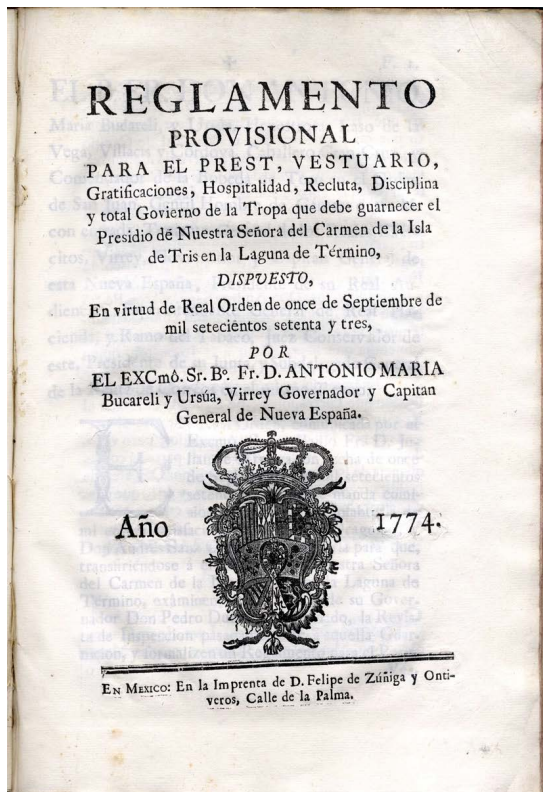 REGLAMENTO
PROVISIONAL
PARA EL PREST, VESTUARIO,
Gratificaciones, Hospitalidad, Recluta, Disciplina
y total Govierno de la Tropa que debe guarnecer el
Presidio de Nuestra Señora del Carmen de la Isla
de Tris en la Laguna de Término,
DISPUESTO,
En virtud de Real Orden de once de Septiembre de
mil setecientos setenta y tres,
POR
EL EXCmô. Sr. Bº. Fr. D. ANTONIO MARIA
Bucareli y Ursúa, Virrey Governador y Capitan
General de Nueva España.
Año 1774.
EN MEXICO: En la Imprenta de D. Felipe de Zúñiga y Onti-
veros, Calle de la Palma.